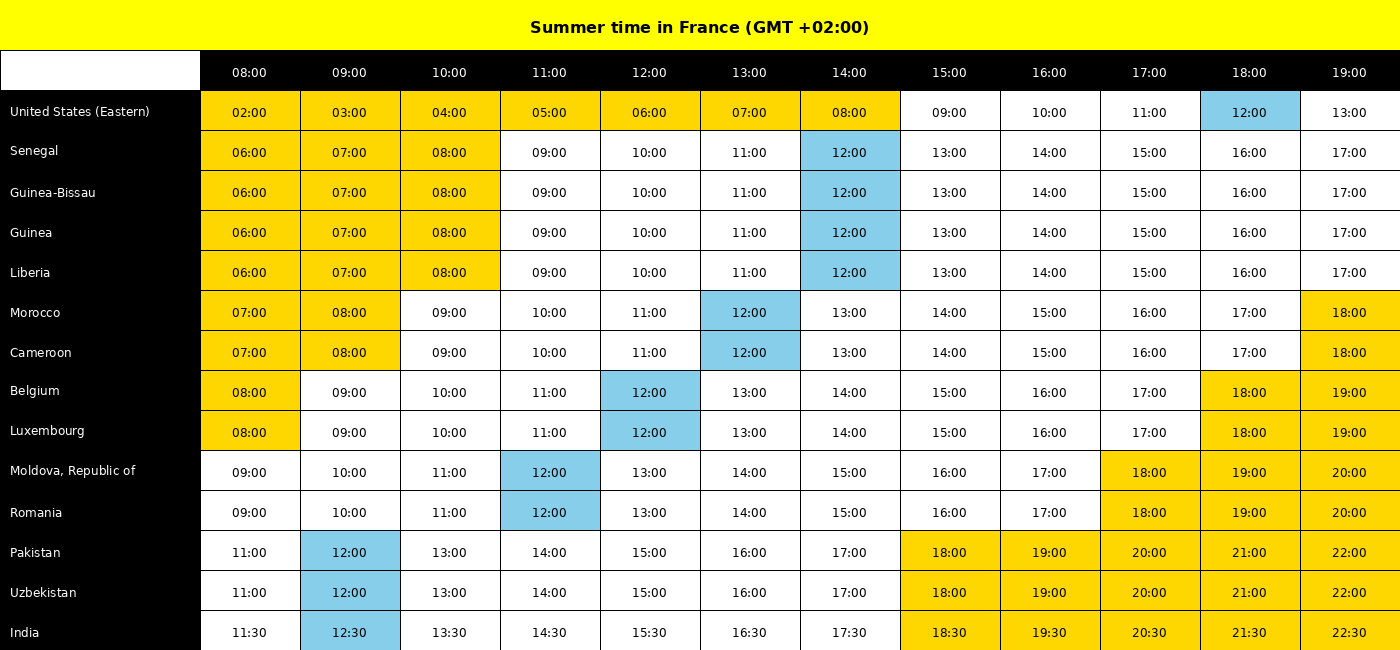 Summer time in France (GMT +02:00)
08:00 09:00 10:00 11:00 12:00 13:00 14:00 15:00 16:00 17:00 18:00 19:00
United States (Eastern) 02:00 03:00 04:00 05:00 06:00 07:00 08:00 09:00 10:00 11:00 12:00 13:00
Senegal 06:00 07:00 08:00 09:00 10:00 11:00 12:00 13:00 14:00 15:00 16:00 17:00
Guinea-Bissau 06:00 07:00 08:00 09:00 10:00 11:00 12:00 13:00 14:00 15:00 16:00 17:00
Guinea 06:00 07:00 08:00 09:00 10:00 11:00 12:00 13:00 14:00 15:00 16:00 17:00
Liberia 06:00 07:00 08:00 09:00 10:00 11:00 12:00 13:00 14:00 15:00 16:00 17:00
Morocco 07:00 08:00 09:00 10:00 11:00 12:00 13:00 14:00 15:00 16:00 17:00 18:00
Cameroon 07:00 08:00 09:00 10:00 11:00 12:00 13:00 14:00 15:00 16:00 17:00 18:00
Belgium 08:00 09:00 10:00 11:00 12:00 13:00 14:00 15:00 16:00 17:00 18:00 19:00
Luxembourg 08:00 09:00 10:00 11:00 12:00 13:00 14:00 15:00 16:00 17:00 18:00 19:00
Moldova, Republic of 09:00 10:00 11:00 12:00 13:00 14:00 15:00 16:00 17:00 18:00 19:00 20:00
Romania 09:00 10:00 11:00 12:00 13:00 14:00 15:00 16:00 17:00 18:00 19:00 20:00
Pakistan 11:00 12:00 13:00 14:00 15:00 16:00 17:00 18:00 19:00 20:00 21:00 22:00
Uzbekistan 11:00 12:00 13:00 14:00 15:00 16:00 17:00 18:00 19:00 20:00 21:00 22:00
India 11:30 12:30 13:30 14:30 15:30 16:30 17:30 18:30 19:30 20:30 21:30 22:30